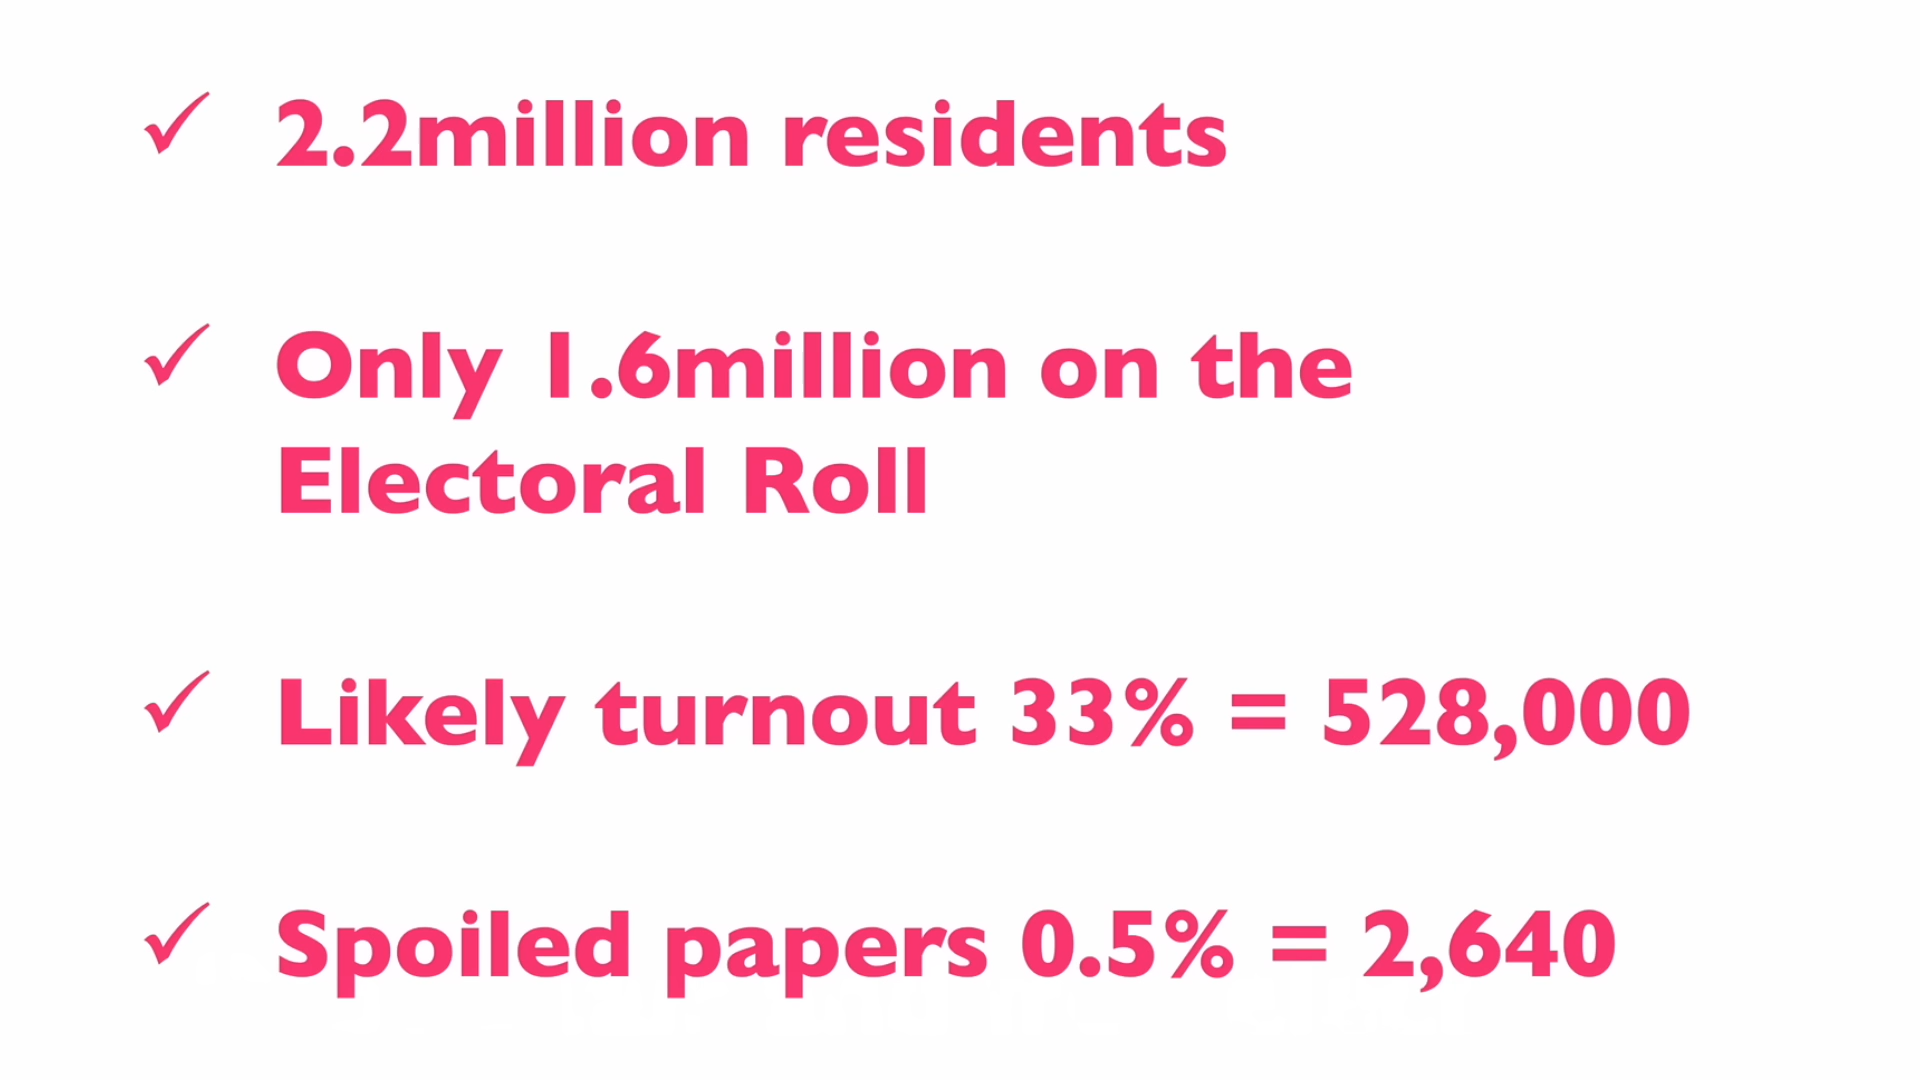 ✓ 2.2million residents
✓ Only 1.6million on the
Electoral Roll
✓ Likely turnout 33% = 528,000
✓ Spoiled papers 0.5% = 2,640